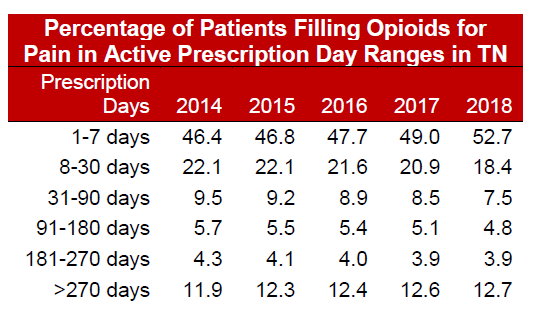 Percentage of Patients Filling Opioids for
Pain in Active Prescription Day Ranges in TN
Prescription
Days 2014 2015 2016 2017 2018
1-7 days 46.4 46.8 47.7 49.0 52.7
8-30 days 22.1 22.1 21.6 20.9 18.4
31-90 days 9.5 9.2 8.9 8.5 7.5
91-180 days 5.7 5.5 5.4 5.1 4.8
181-270 days 4.3 4.1 4.0 3.9 3.9
>270 days 11.9 12.3 12.4 12.6 12.7